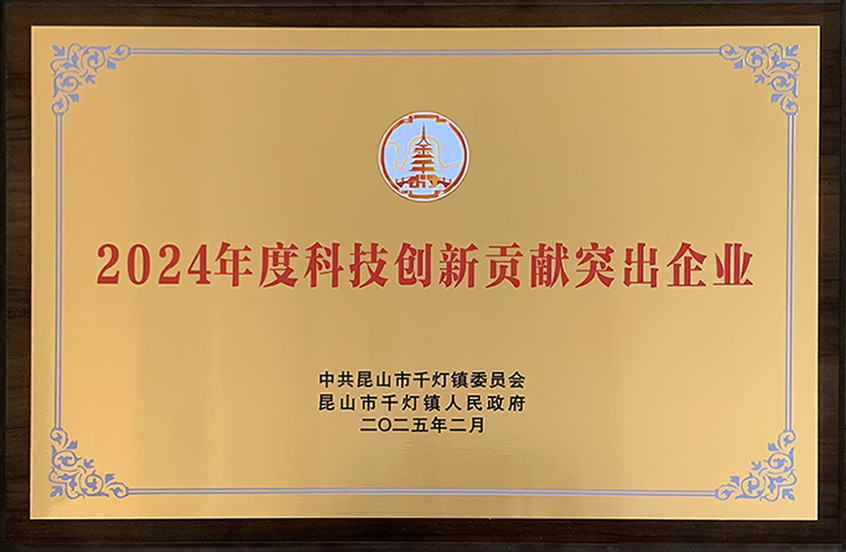 2024年度科技创新贡献突出企业
中共昆山市千灯镇委员会
昆山市千灯镇人民政府
二〇二五年二月